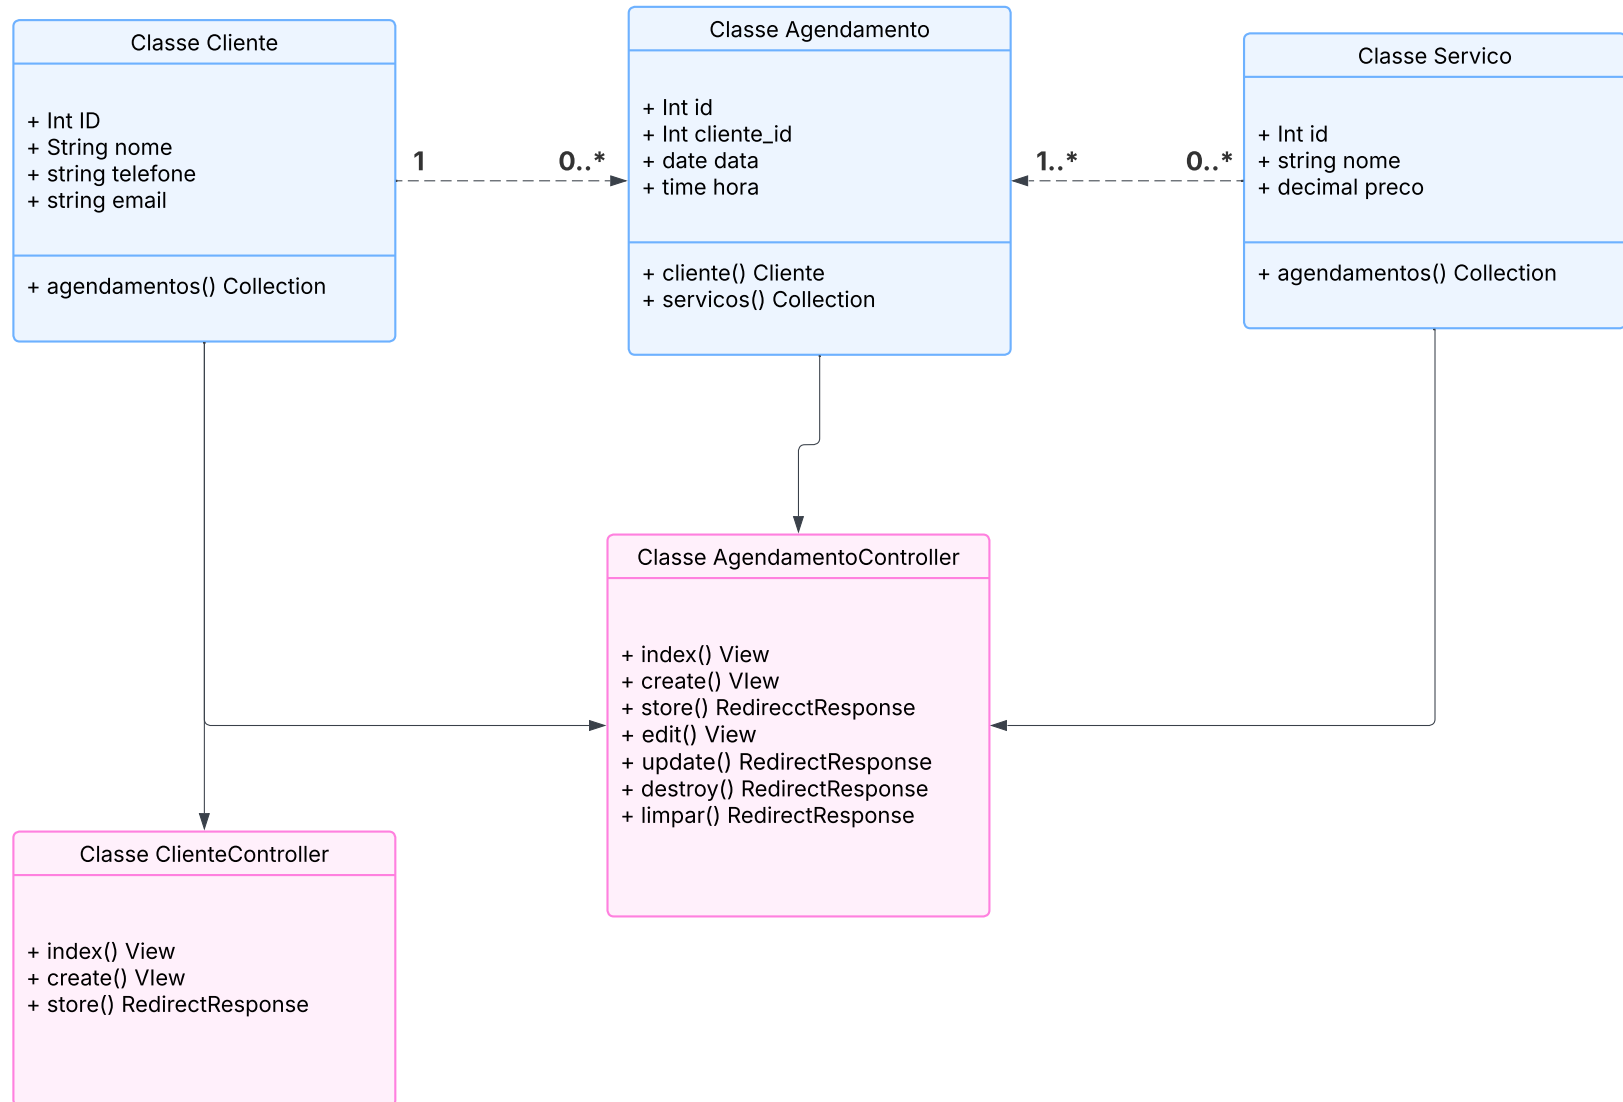 Classe Cliente
+ Int ID
+ String nome
+ string telefone
+ string email
+ agendamentos() Collection
1
0..*
Classe Agendamento
+ Int id
+ Int cliente_id
+ date data
+ time hora
+ cliente() Cliente
+ servicos() Collection
1..*
0..*
Classe Servico
+ Int id
+ string nome
+ decimal preco
+ agendamentos() Collection
Classe AgendamentoController
+ index() View
+ create() VIew
+ store() RedirecctResponse
+ edit() View
+ update() RedirectResponse
+ destroy() RedirectResponse
+ limpar() RedirectResponse
Classe ClienteController
+ index() View
+ create() VIew
+ store() RedirectResponse